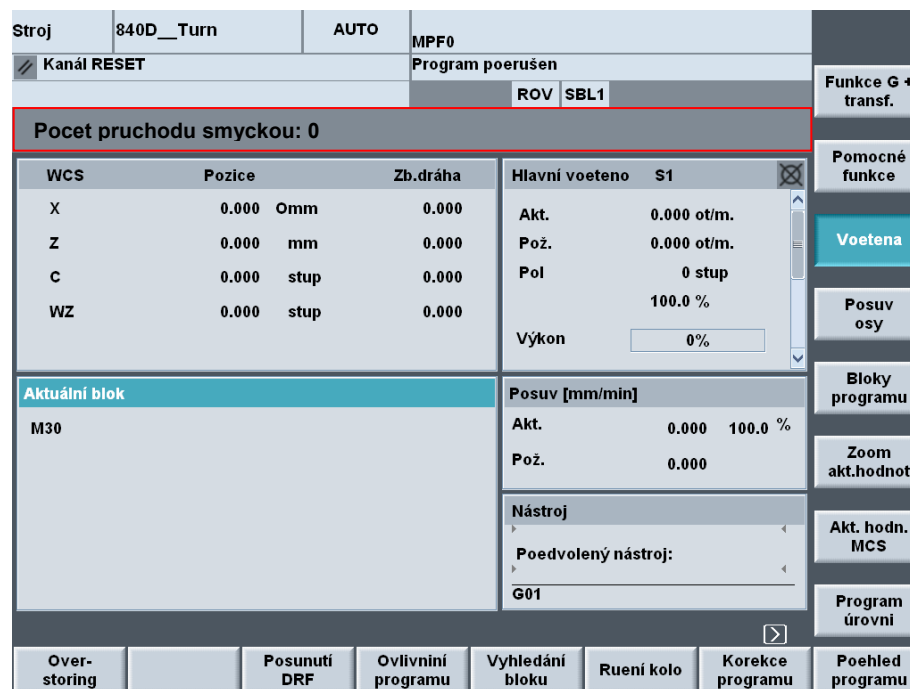 Stroj 840D__Turn AUTO MPF0
Kanál RESET Program poerušen
ROV SBL1
Pocet pruchodu smyckou: 0
WCS Pozice Zb.dráha
X 0.000 Omm 0.000
Z 0.000 mm 0.000
C 0.000 stup 0.000
WZ 0.000 stup 0.000
Hlavní voeteno S1
Akt. 0.000 ot/m.
Pož. 0.000 ot/m.
Pol 0 stup
100.0 %
Výkon 0%
Aktuální blok
M30
Posuv [mm/min]
Akt. 0.000 100.0 %
Pož. 0.000
Nástroj
Poedvolený nástroj:
G01
Funkce G +
transf.
Pomocné
funkce
Voetena
Posuv
osy
Bloky
programu
Zoom
akt.hodnot
Akt. hodn.
MCS
Program
úrovni
Over-
storing
Posunutí
DRF
Ovlivniní
programu
Vyhledání
bloku
Ruení kolo
Korekce
programu
Poehled
programu